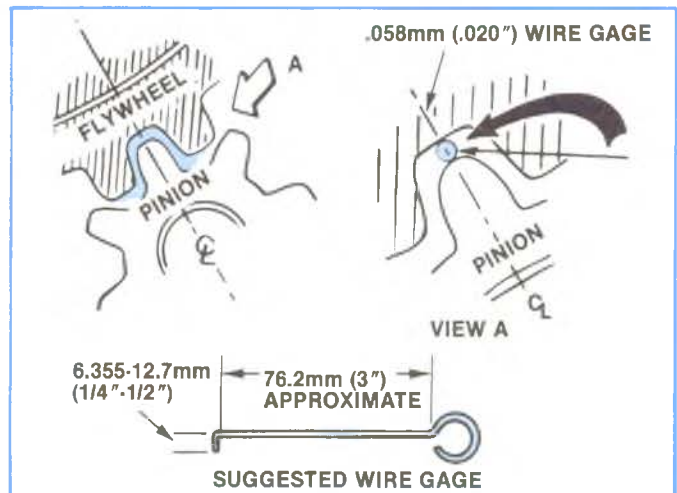 .058mm (.020") WIRE GAGE
A
FLYWHEEL
PINION
℄
PINION
℄
VIEW A
6.355-12.7mm
(1/4"-1/2")
76.2mm (3")
APPROXIMATE
SUGGESTED WIRE GAGE